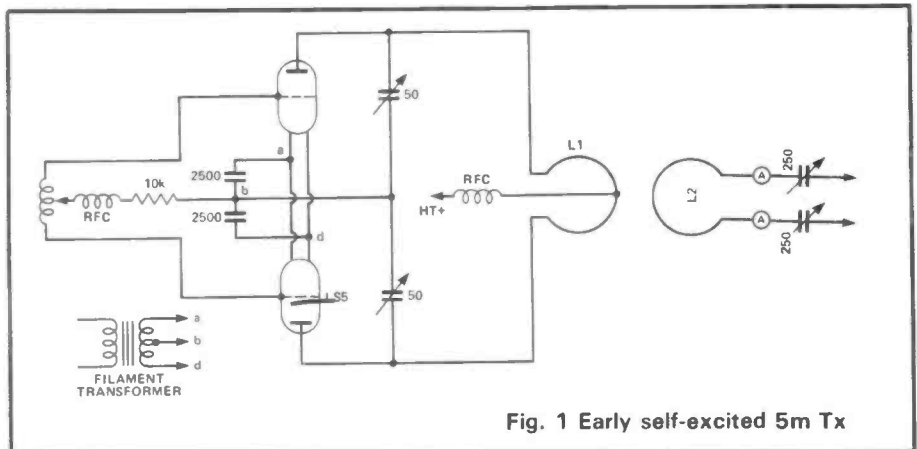 50
a
L1
250
2500
10k
RFC
b
RFC
A
L2
HT+
2500
A
d
250
LS5
50
a
b
d
FILAMENT
TRANSFORMER
Fig. 1 Early self-excited 5m Tx